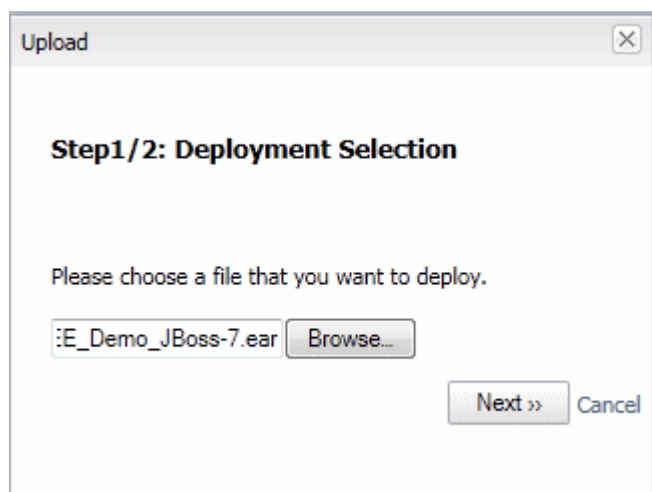 Upload
Step1/2: Deployment Selection
Please choose a file that you want to deploy.
E_Demo_JBoss-7.ear Browse...
Next ›› Cancel